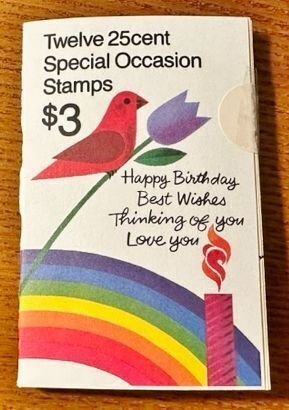 Twelve 25cent
Special Occasion
Stamps
$3
Happy Birthday
Best Wishes
Thinking of you
Love you